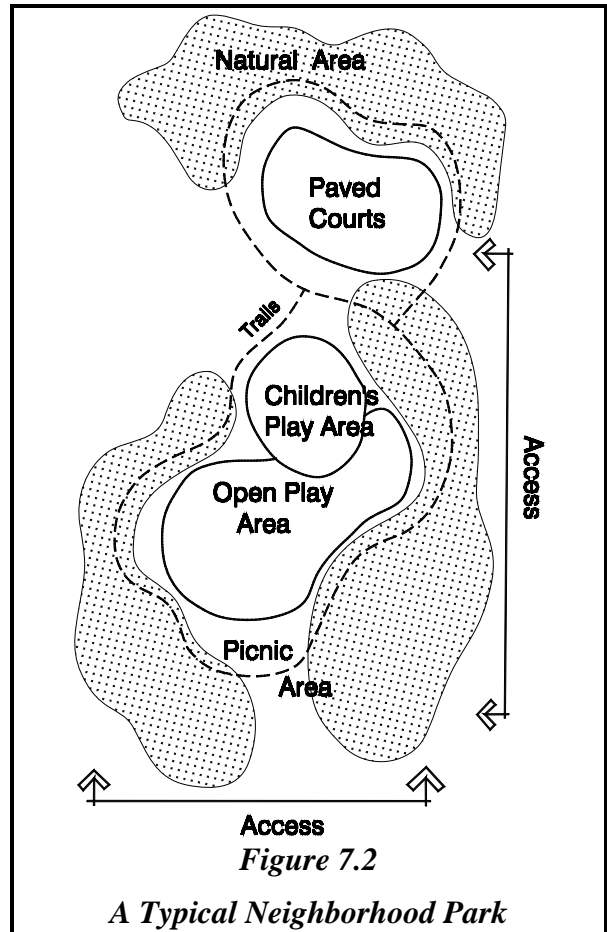 Natural Area
Paved
Courts
Trails
Children's
Play Area
Open Play
Area
Access
Picnic
Area
Access
Figure 7.2
A Typical Neighborhood Park